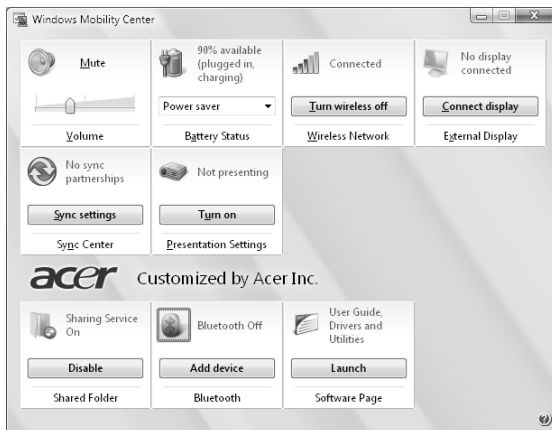 Windows Mobility Center
Mute
Volume
90% available
(plugged in,
charging)
Power saver
Battery Status
Connected
Turn wireless off
Wireless Network
No display
connected
Connect display
External Display
No sync
partnerships
Sync settings
Sync Center
Not presenting
Turn on
Presentation Settings
acer Customized by Acer Inc.
Sharing Service
On
Disable
Shared Folder
Bluetooth Off
Add device
Bluetooth
User Guide,
Drivers and
Utilities
Launch
Software Page